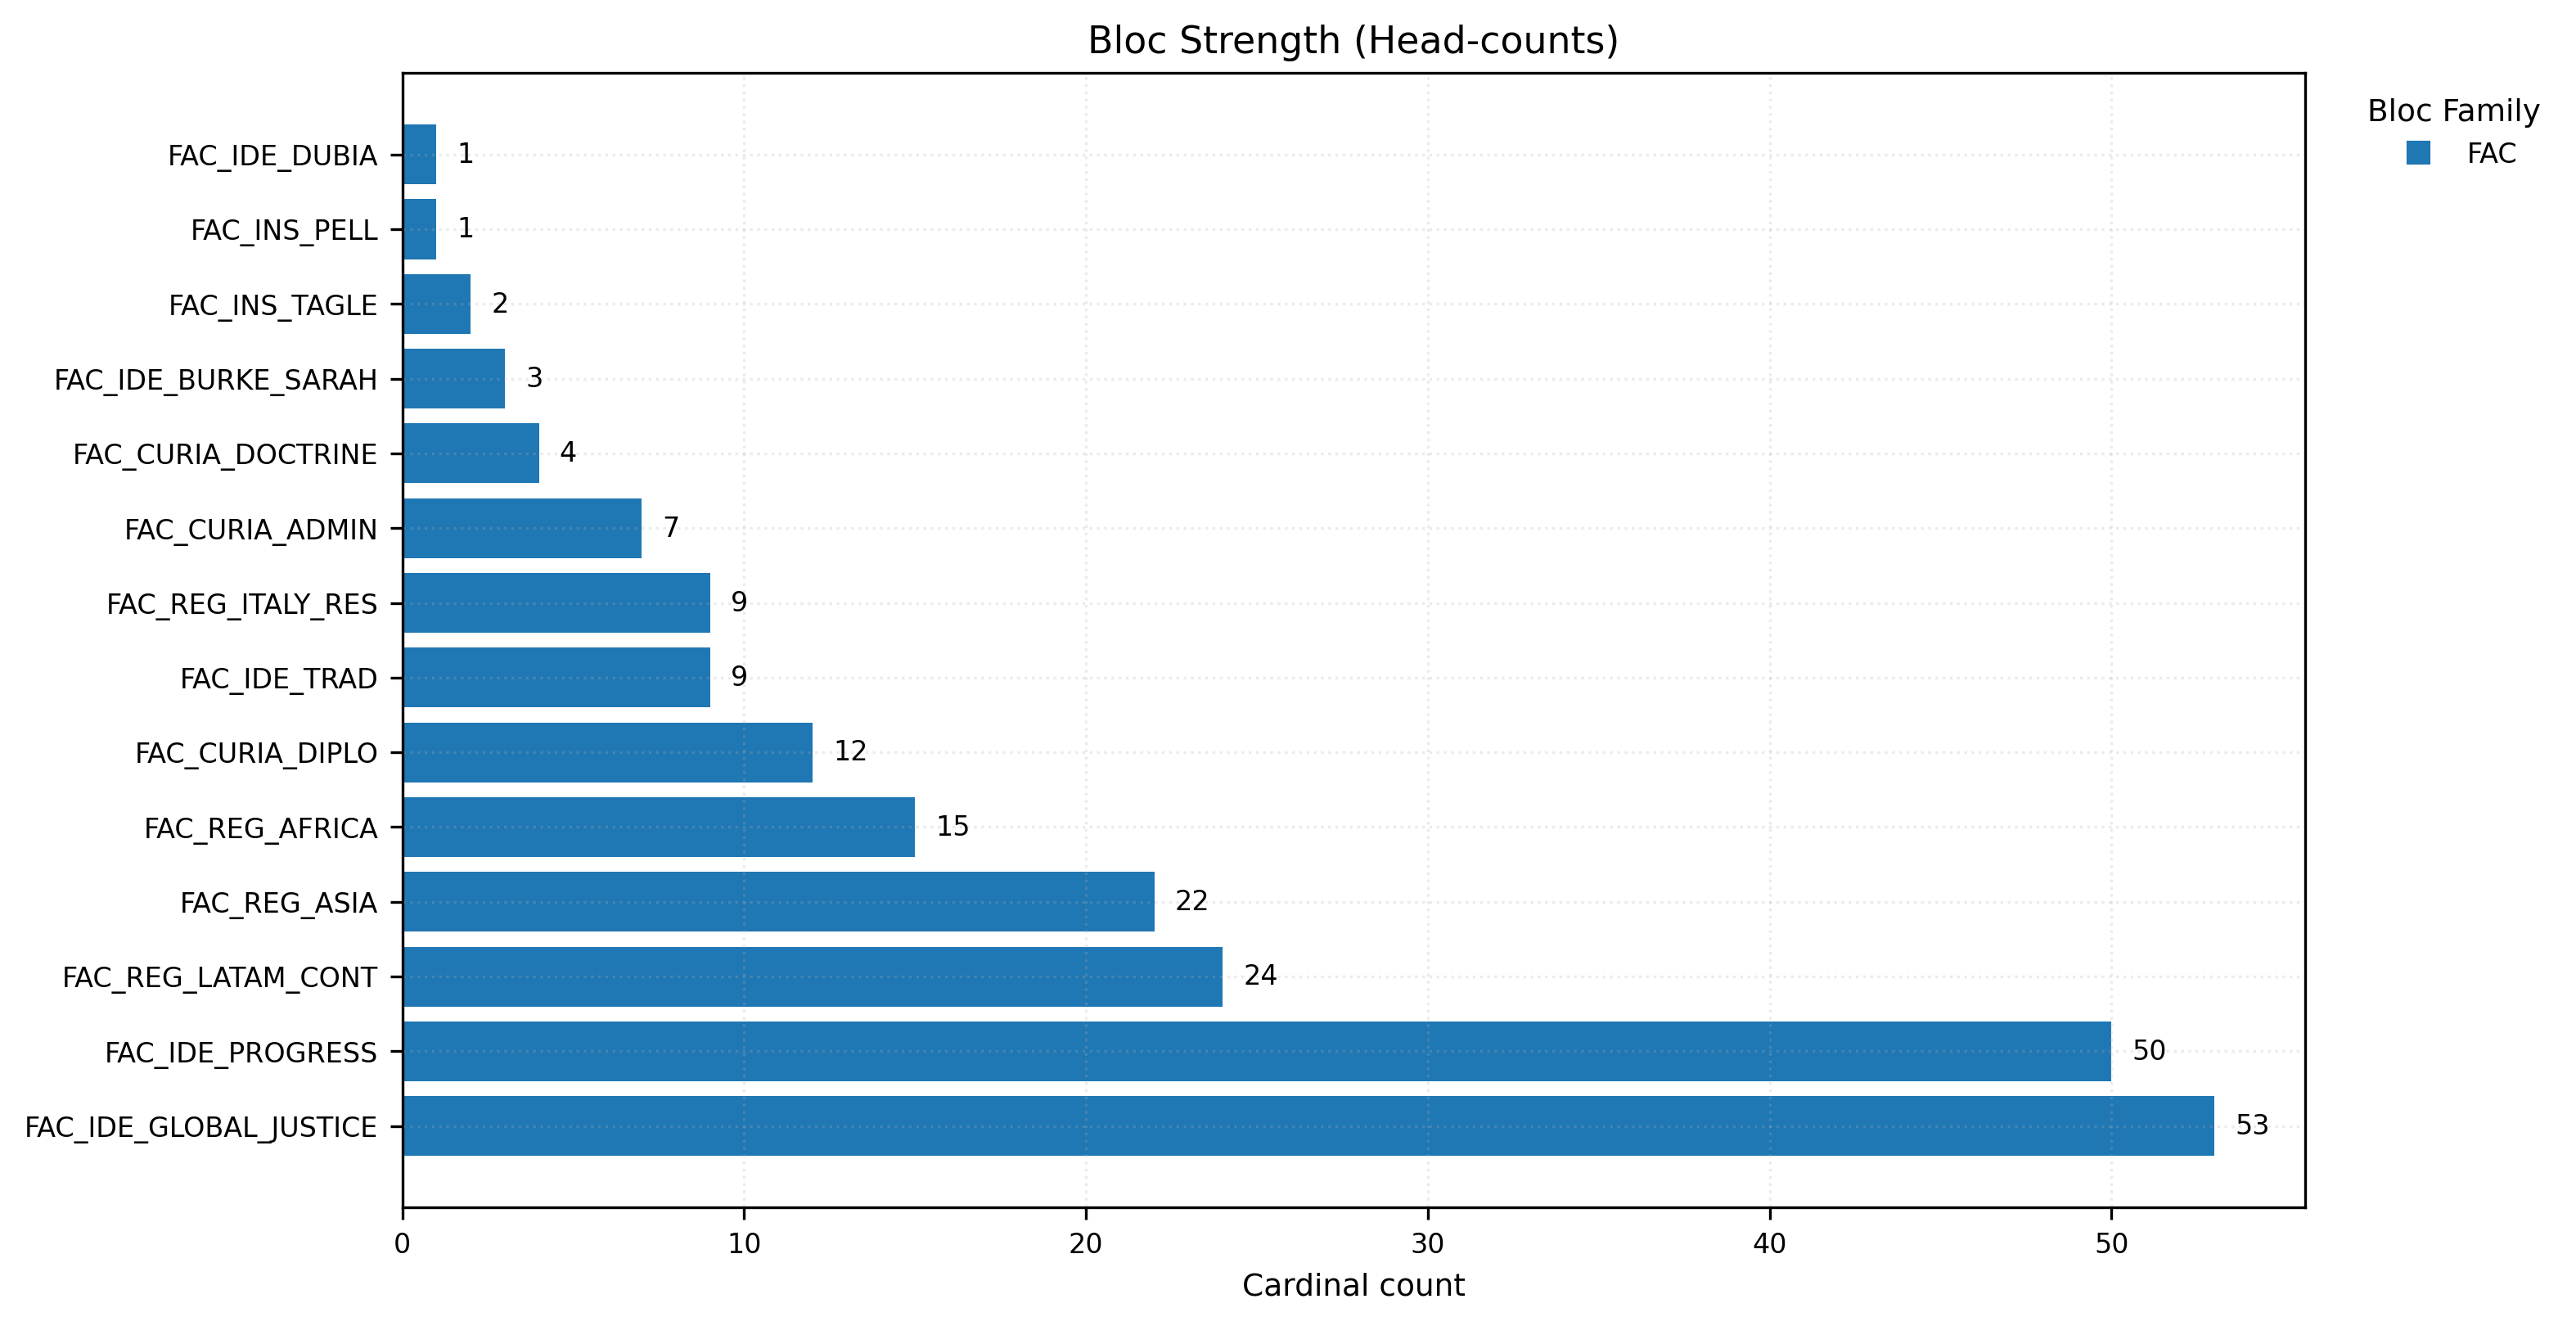 Bloc Strength (Head-counts)
Bloc Family
FAC
FAC_IDE_DUBIA 1
FAC_INS_PELL 1
FAC_INS_TAGLE 2
FAC_IDE_BURKE_SARAH 3
FAC_CURIA_DOCTRINE 4
FAC_CURIA_ADMIN 7
FAC_REG_ITALY_RES 9
FAC_IDE_TRAD 9
FAC_CURIA_DIPLO 12
FAC_REG_AFRICA 15
FAC_REG_ASIA 22
FAC_REG_LATAM_CONT 24
FAC_IDE_PROGRESS 50
FAC_IDE_GLOBAL_JUSTICE 53
0 10 20 30 40 50
Cardinal count